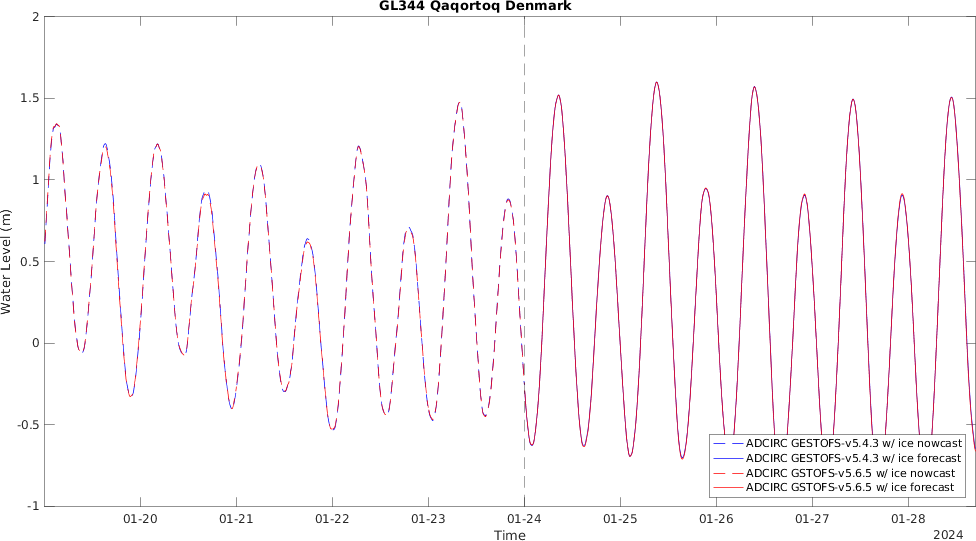 GL344 Qaqortoq Denmark
2
1.5
1
0.5
0
-0.5
-1
Water Level (m)
ADCIRC GESTOFS-v5.4.3 w/ ice nowcast
ADCIRC GESTOFS-v5.4.3 w/ ice forecast
ADCIRC GSTOFS-v5.6.5 w/ ice nowcast
ADCIRC GSTOFS-v5.6.5 w/ ice forecast
01-20 01-21 01-22 01-23 01-24 01-25 01-26 01-27 01-28
Time
2024